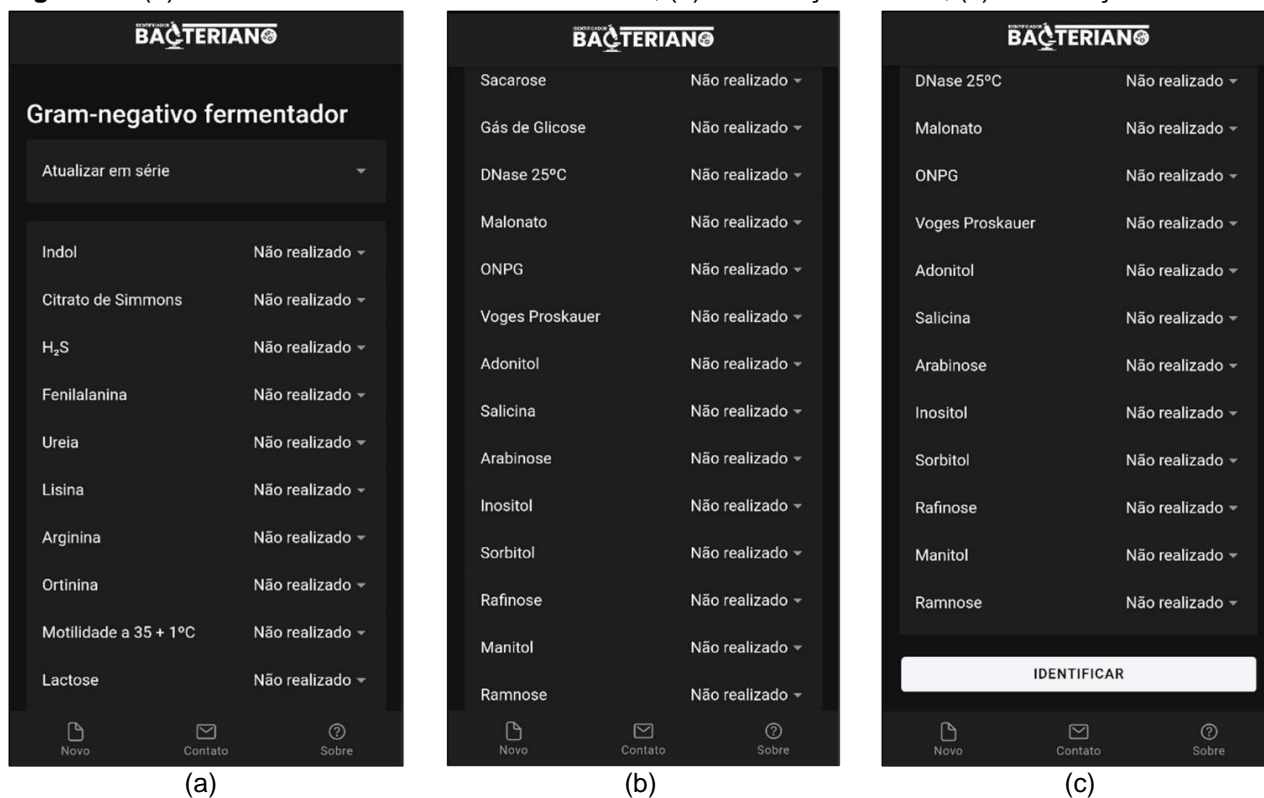 BACTERIANO
Gram-negativo fermentador
Atualizar em série
Indol Não realizado
Citrato de Simmons Não realizado
H₂S Não realizado
Fenilalanina Não realizado
Ureia Não realizado
Lisina Não realizado
Arginina Não realizado
Ortinina Não realizado
Motilidade a 35 + 1ºC Não realizado
Lactose Não realizado
Novo Contato Sobre
(a)
BACTERIANO
Sacarose Não realizado
Gás de Glicose Não realizado
DNase 25ºC Não realizado
Malonato Não realizado
ONPG Não realizado
Voges Proskauer Não realizado
Adonitol Não realizado
Salicina Não realizado
Arabinose Não realizado
Inositol Não realizado
Sorbitol Não realizado
Rafinose Não realizado
Manitol Não realizado
Ramnose Não realizado
Novo Contato Sobre
(b)
BACTERIANO
DNase 25ºC Não realizado
Malonato Não realizado
ONPG Não realizado
Voges Proskauer Não realizado
Adonitol Não realizado
Salicina Não realizado
Arabinose Não realizado
Inositol Não realizado
Sorbitol Não realizado
Rafinose Não realizado
Manitol Não realizado
Ramnose Não realizado
IDENTIFICAR
Novo Contato Sobre
(c)